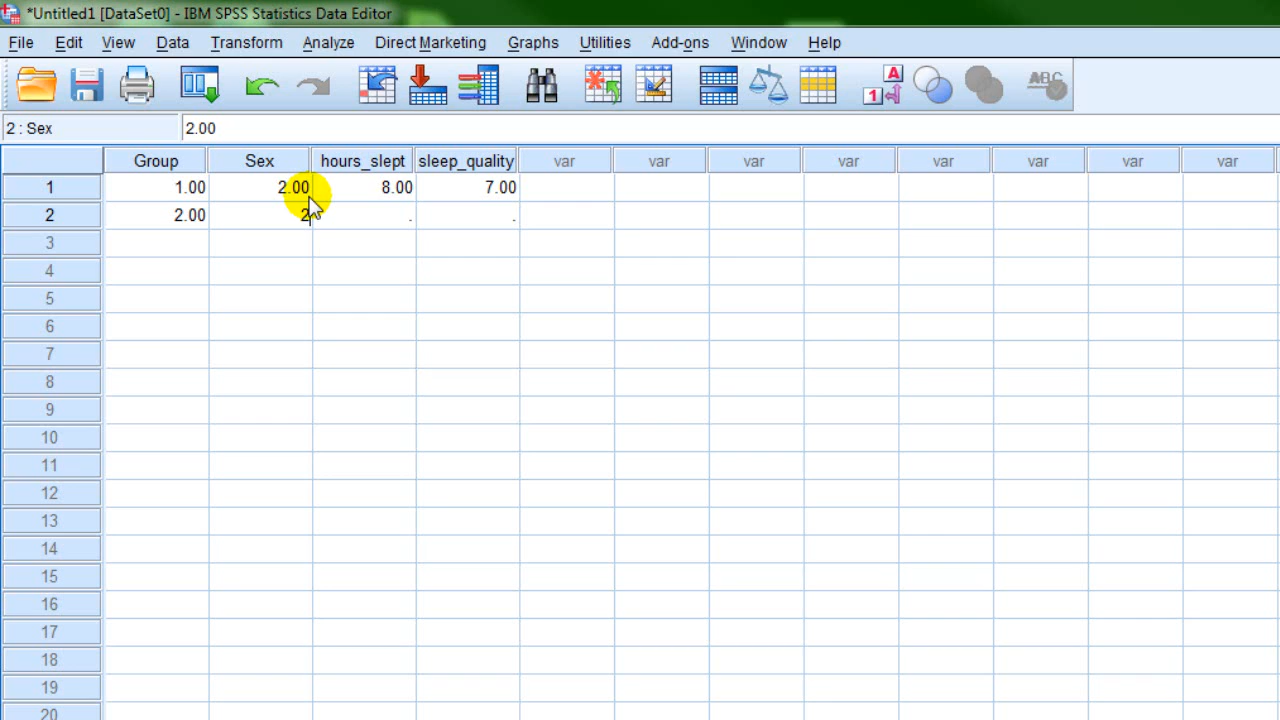 *Untitled1 [DataSet0] - IBM SPSS Statistics Data Editor
File Edit View Data Transform Analyze Direct Marketing Graphs Utilities Add-ons Window Help
A
1
ABC
2 : Sex 2.00
Group Sex hours_slept sleep_quality var var var var var var var var
1 1.00 2.00 8.00 7.00
2 2.00 2 . .
3
4
5
6
7
8
9
10
11
12
13
14
15
16
17
18
19
20